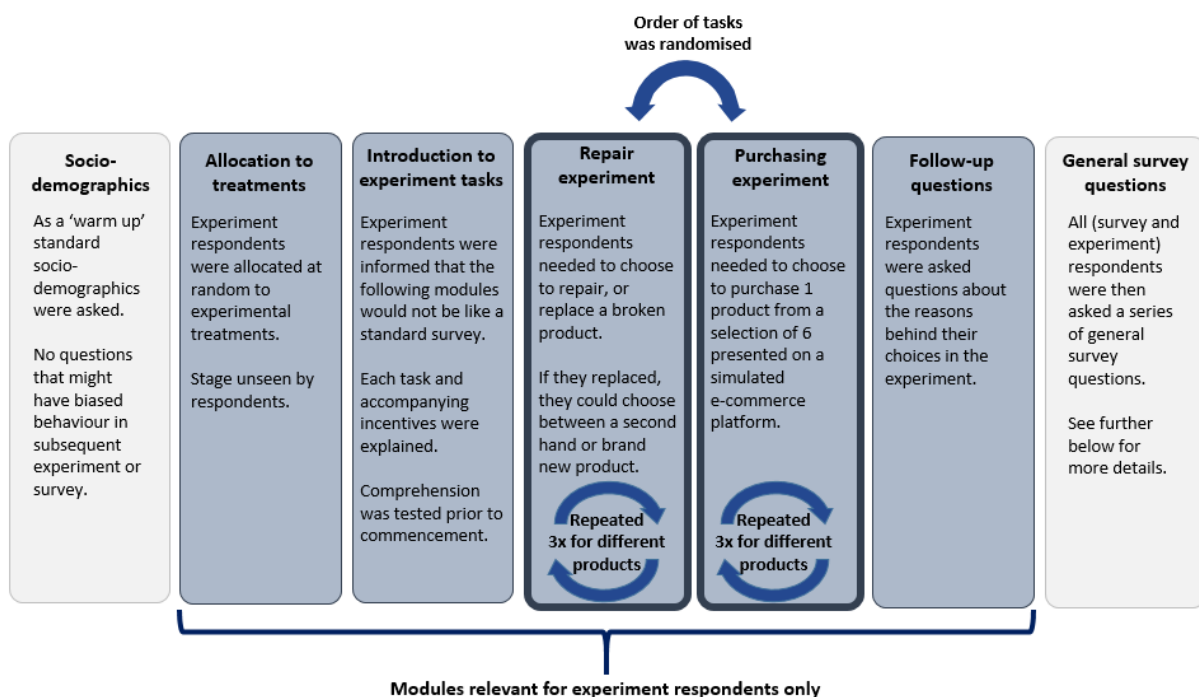 Order of tasks
was randomised
Socio-
demographics
As a ‘warm up’
standard
socio-
demographics
were asked.
No questions
that might
have biased
behaviour in
subsequent
experiment or
survey.
Allocation to
treatments
Experiment
respondents
were allocated at
random to
experimental
treatments.
Stage unseen by
respondents.
Introduction to
experiment tasks
Experiment
respondents were
informed that the
following modules
would not be like a
standard survey.
Each task and
accompanying
incentives were
explained.
Comprehension
was tested prior to
commencement.
Repair
experiment
Experiment
respondents
needed to choose
to repair, or
replace a broken
product.
If they replaced,
they could choose
between a second
hand or brand
new product.
Repeated
3x for different
products
Purchasing
experiment
Experiment
respondents
needed to choose
to purchase 1
product from a
selection of 6
presented on a
simulated
e-commerce
platform.
Repeated
3x for different
products
Follow-up
questions
Experiment
respondents
were asked
questions about
the reasons
behind their
choices in the
experiment.
General survey
questions
All (survey and
experiment)
respondents
were then
asked a series
of general
survey
questions.
See further
below for
more details.
Modules relevant for experiment respondents only